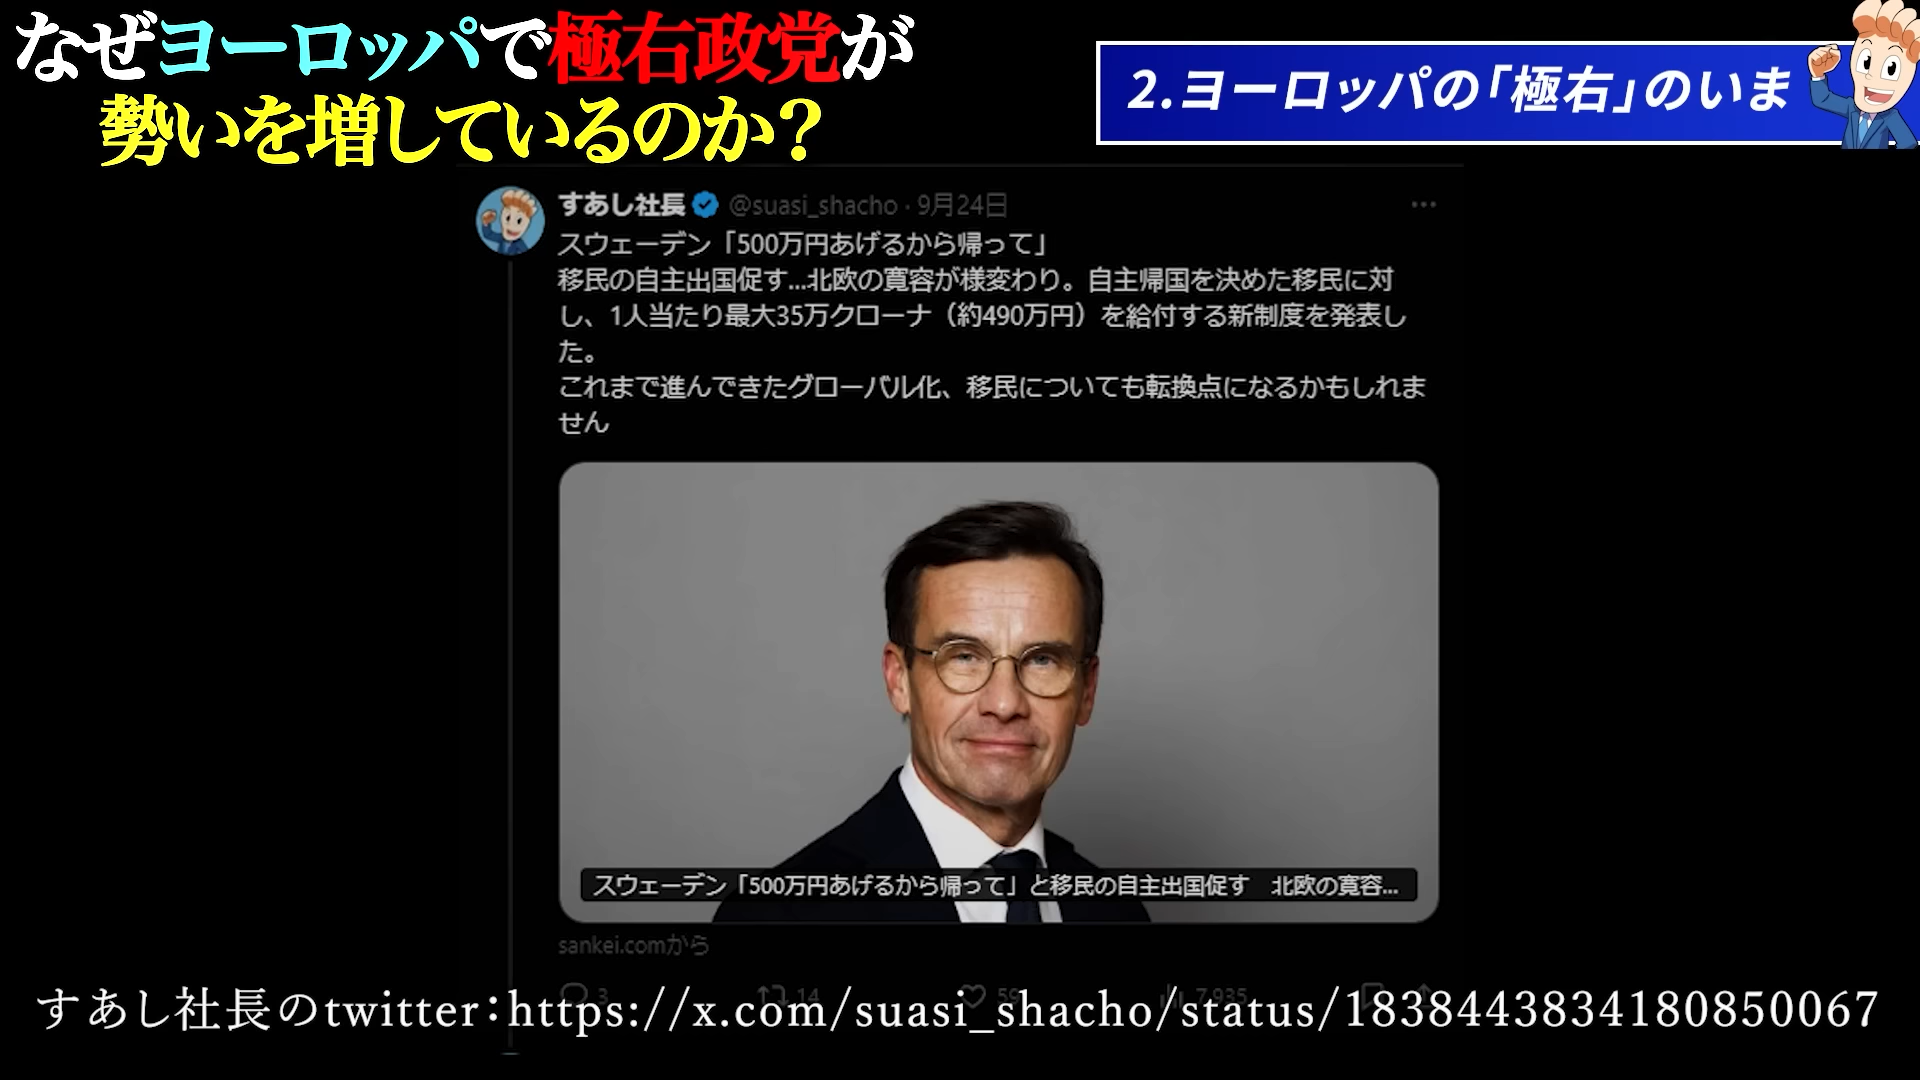 なぜヨーロッパで極右政党が
勢いを増しているのか？
2.ヨーロッパの「極右」のいま
すあし社長 @suasi_shacho · 9月24日
スウェーデン「500万円あげるから帰って」
移民の自主出国促す...北欧の寛容が様変わり。自主帰国を決めた移民に対
し、1人当たり最大35万クローナ（約490万円）を給付する新制度を発表し
た。
これまで進んできたグローバル化、移民についても転換点になるかもしれま
せん
スウェーデン「500万円あげるから帰って」と移民の自主出国促す　北欧の寛容...
sankei.comから
3 14 59 7,935
すあし社長のtwitter：https://x.com/suasi_shacho/status/1838443834180850067